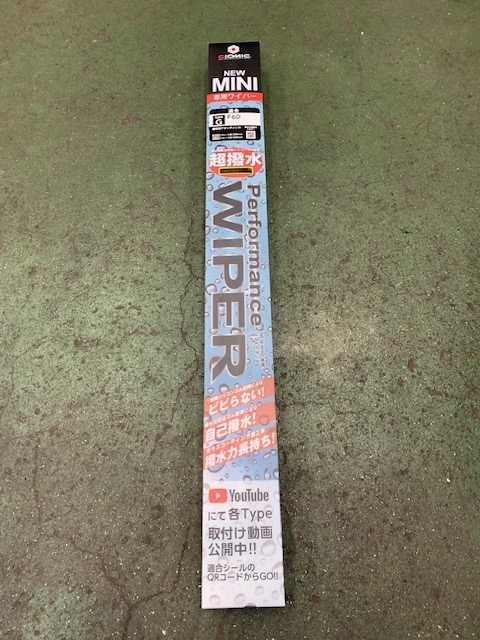 GIOMIC
NEW
MINI
専用ワイパー
適合
G
F60
超撥水
Performance
WIPER
ビビらない!
自己撥水!
撥水力長持ち!
YouTube
にて各Type
取付け動画
公開中!!
適合シールの
QRコードからGO!!